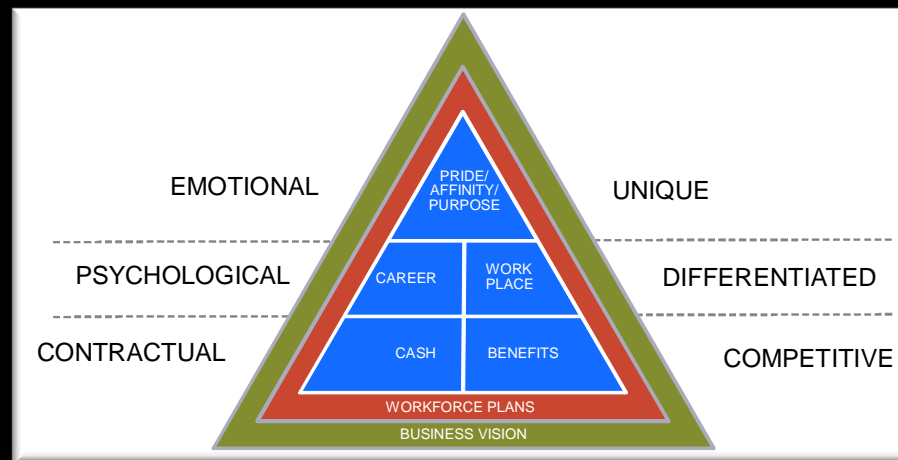 EMOTIONAL
PRIDE/
AFFINITY/
PURPOSE
UNIQUE
PSYCHOLOGICAL
CAREER
WORK
PLACE
DIFFERENTIATED
CONTRACTUAL
CASH
BENEFITS
COMPETITIVE
WORKFORCE PLANS
BUSINESS VISION